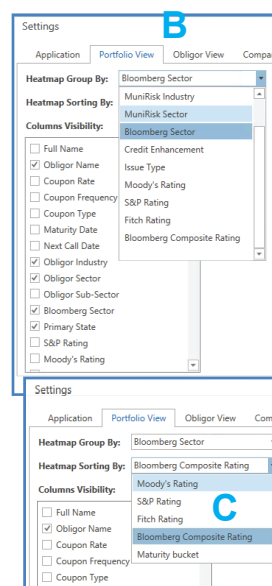 Settings
B
Application Portfolio View Obligor View Compa
Heatmap Group By: Bloomberg Sector
Heatmap Sorting By: MuniRisk Industry
MuniRisk Sector
Columns Visibility: Bloomberg Sector
Full Name Credit Enhancement
Obligor Name Issue Type
Coupon Rate Moody's Rating
Coupon Frequency S&P Rating
Coupon Type Fitch Rating
Maturity Date Bloomberg Composite Rating
Next Call Date
Obligor Industry
Obligor Sector
Obligor Sub-Sector
Bloomberg Sector
Primary State
S&P Rating
Moody's Rating
Settings
Application Portfolio View Obligor View Com
Heatmap Group By: Bloomberg Sector
Heatmap Sorting By: Bloomberg Composite Rating
Columns Visibility: Moody's Rating
Full Name S&P Rating
C
Obligor Name Fitch Rating
Coupon Rate Bloomberg Composite Rating
Coupon Frequency Maturity bucket
Coupon Type